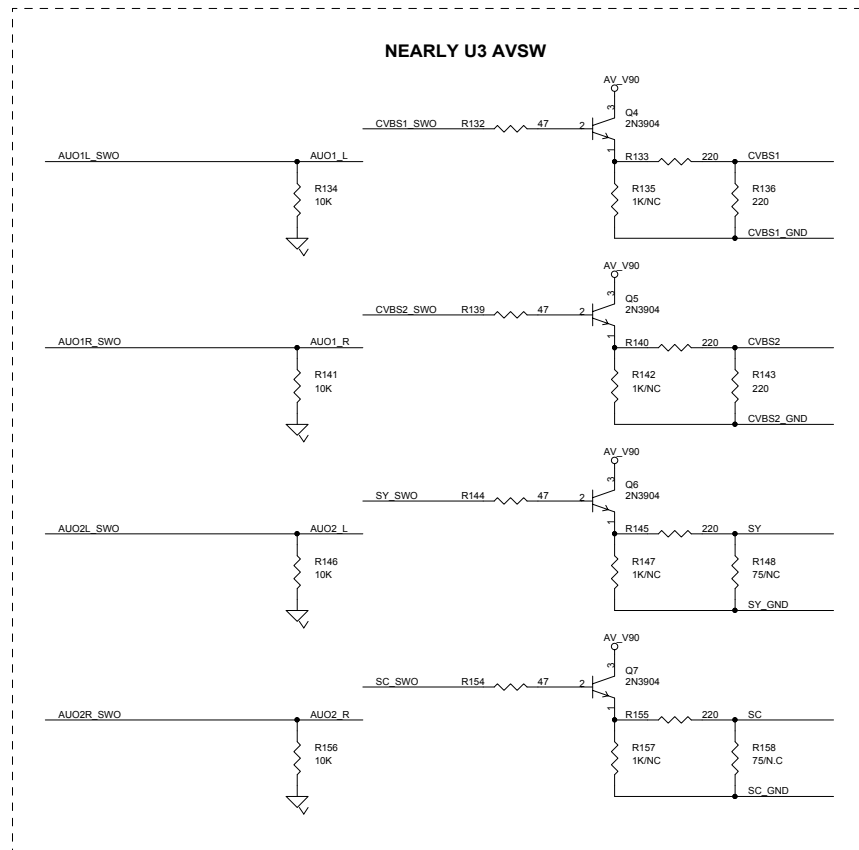 NEARLY U3 AVSW
AV_V90
3
Q4
2N3904
CVBS1_SWO R132 47 2
1
AUO1L_SWO AUO1_L
R133 220 CVBS1
R134
10K
R135
1K/NC
R136
220
CVBS1_GND
AV_V90
3
Q5
2N3904
CVBS2_SWO R139 47 2
1
AUO1R_SWO AUO1_R
R140 220 CVBS2
R141
10K
R142
1K/NC
R143
220
CVBS2_GND
AV_V90
3
Q6
2N3904
SY_SWO R144 47 2
1
AUO2L_SWO AUO2_L
R145 220 SY
R146
10K
R147
1K/NC
R148
75/NC
SY_GND
AV_V90
3
Q7
2N3904
SC_SWO R154 47 2
1
AUO2R_SWO AUO2_R
R155 220 SC
R156
10K
R157
1K/NC
R158
75/N.C
SC_GND